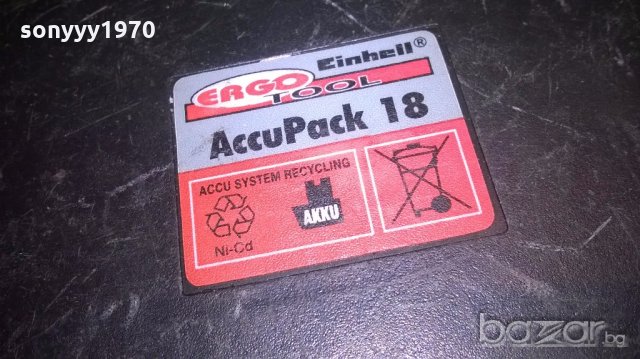 sonyyy1970
Einhell®
ERGO
TOOL
AccuPack 18
ACCU SYSTEM RECYCLING
AKKU
Ni-Cd
bazar.bg